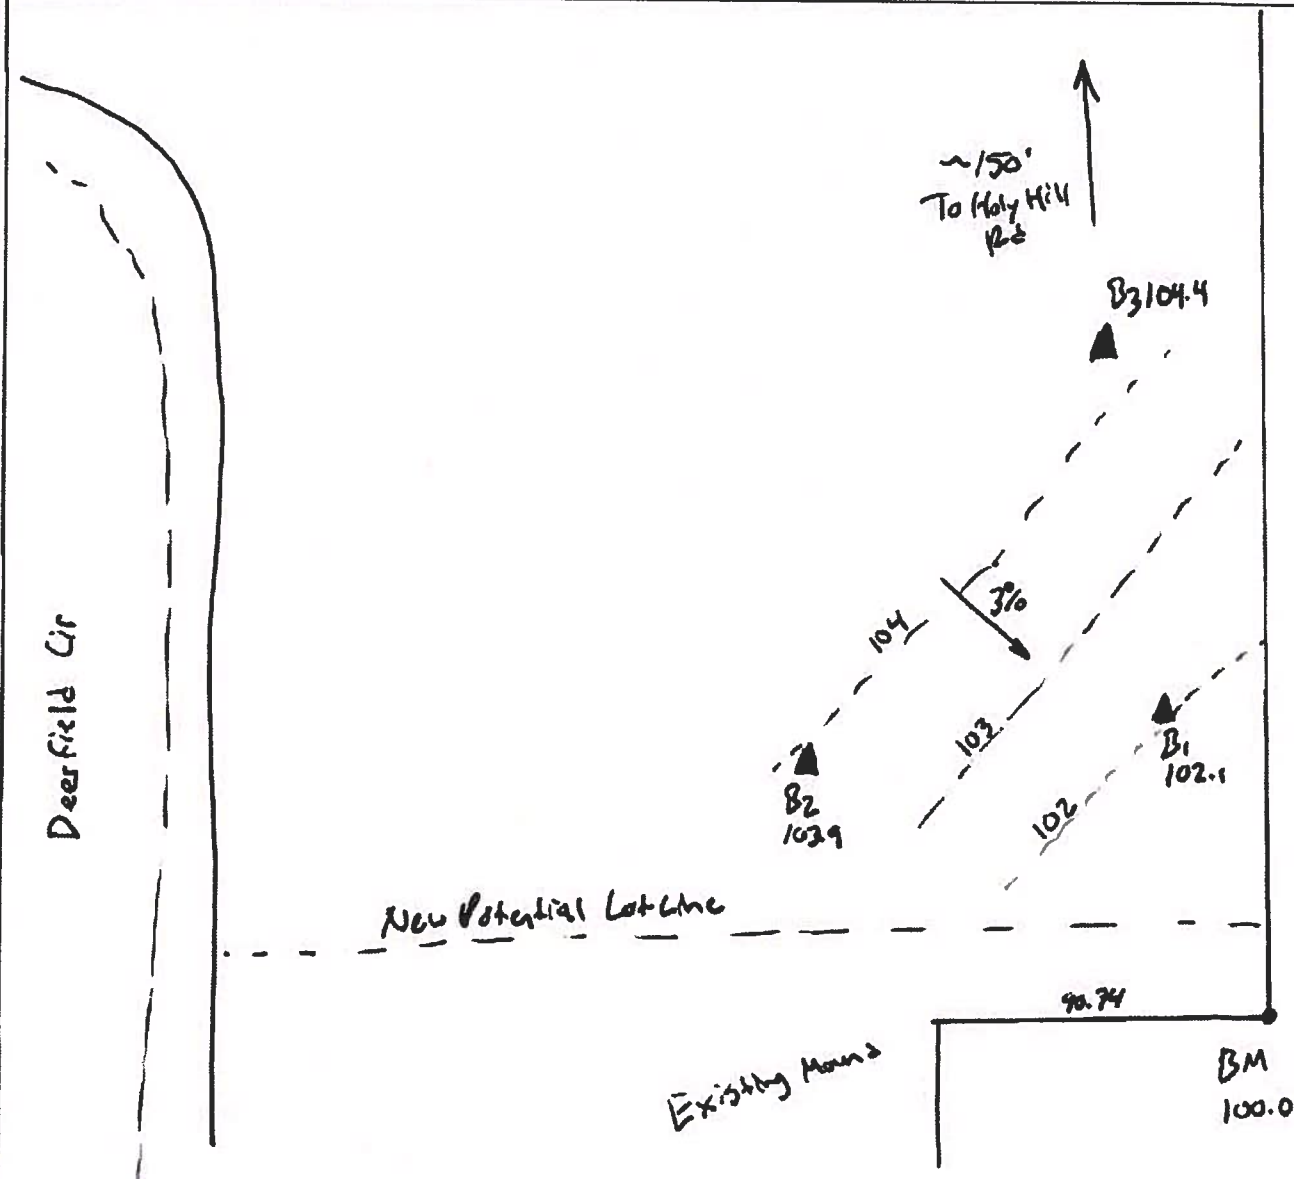 ~150'
To Holy Hill
Rd
B3 104.4
3%
104
Deerfield Cir
103
B1
102.1
B2
103.9
102
New Potential Lot Line
90.74
Existing Mound
BM
100.0